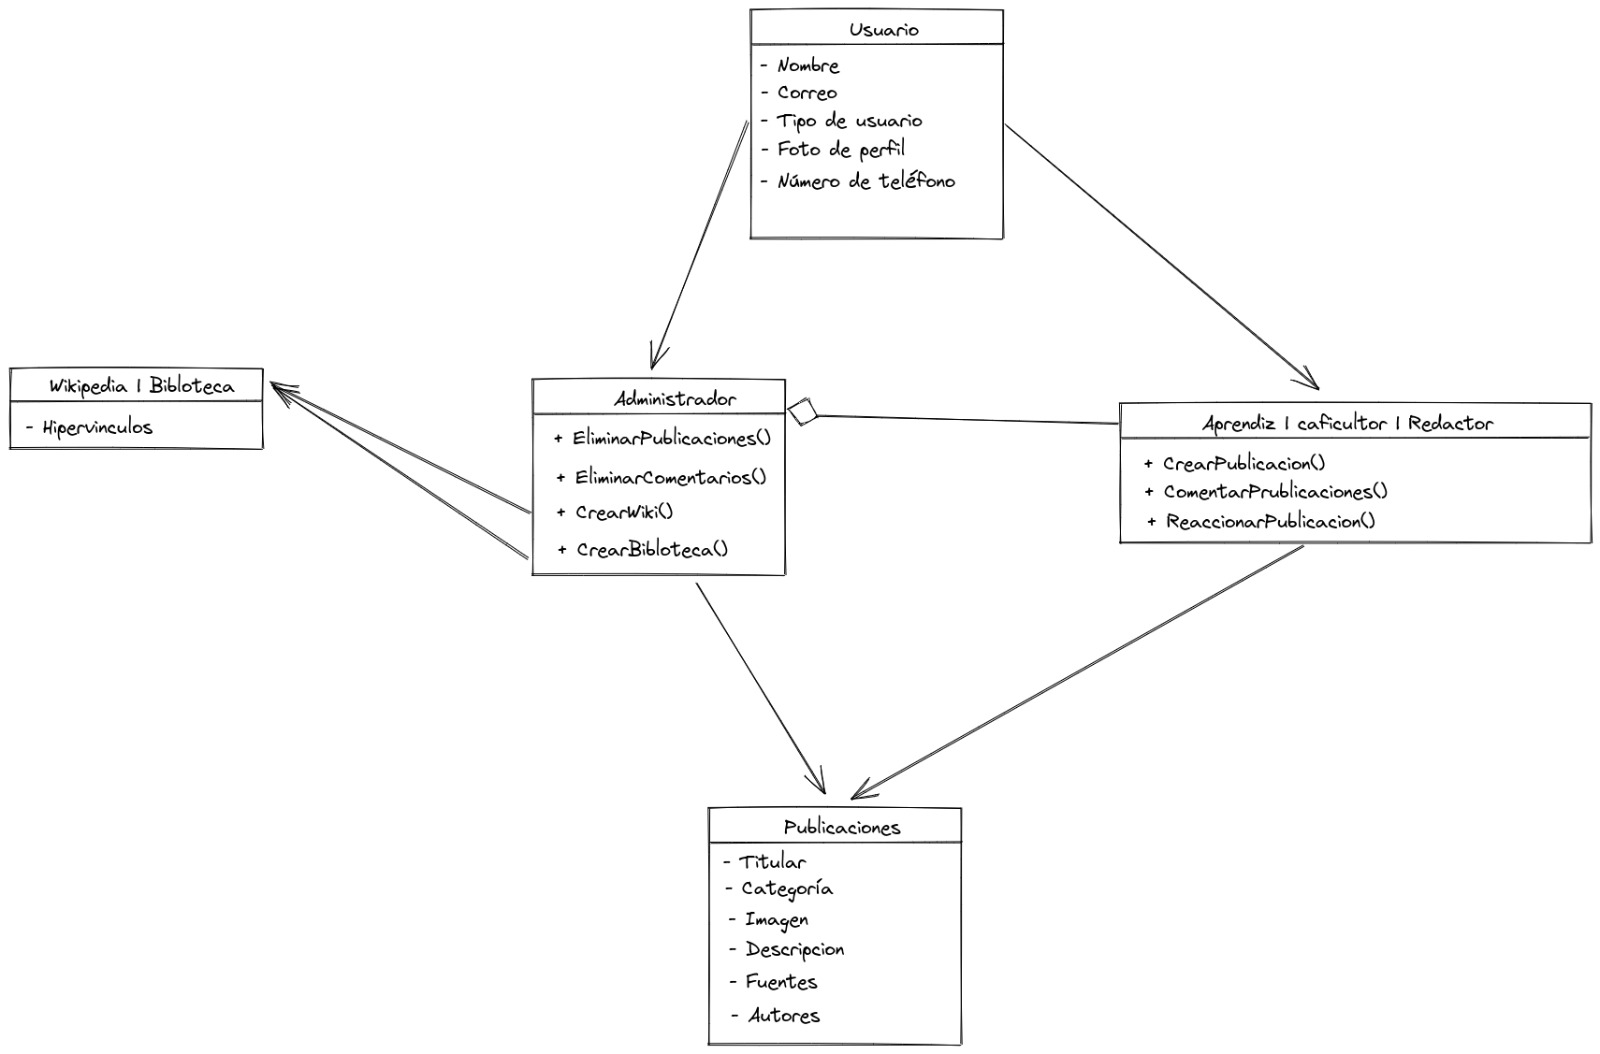 Usuario
- Nombre
- Correo
- Tipo de usuario
- Foto de perfil
- Número de teléfono
Wikipedia | Bibloteca
- Hipervinculos
Administrador
+ EliminarPublicaciones()
+ EliminarComentarios()
+ CrearWiki()
+ CrearBibloteca()
Aprendiz | caficultor | Redactor
+ CrearPublicacion()
+ ComentarPrublicaciones()
+ ReaccionarPublicacion()
Publicaciones
- Titular
- Categoría
- Imagen
- Descripcion
- Fuentes
- Autores